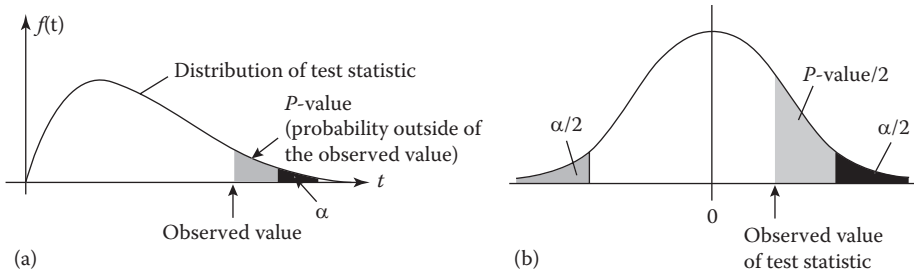 f(t)
Distribution of test statistic
P-value
(probability outside of
the observed value)
t
α
Observed value
(a)
P-value/2
α/2
α/2
0
Observed value
of test statistic
(b)